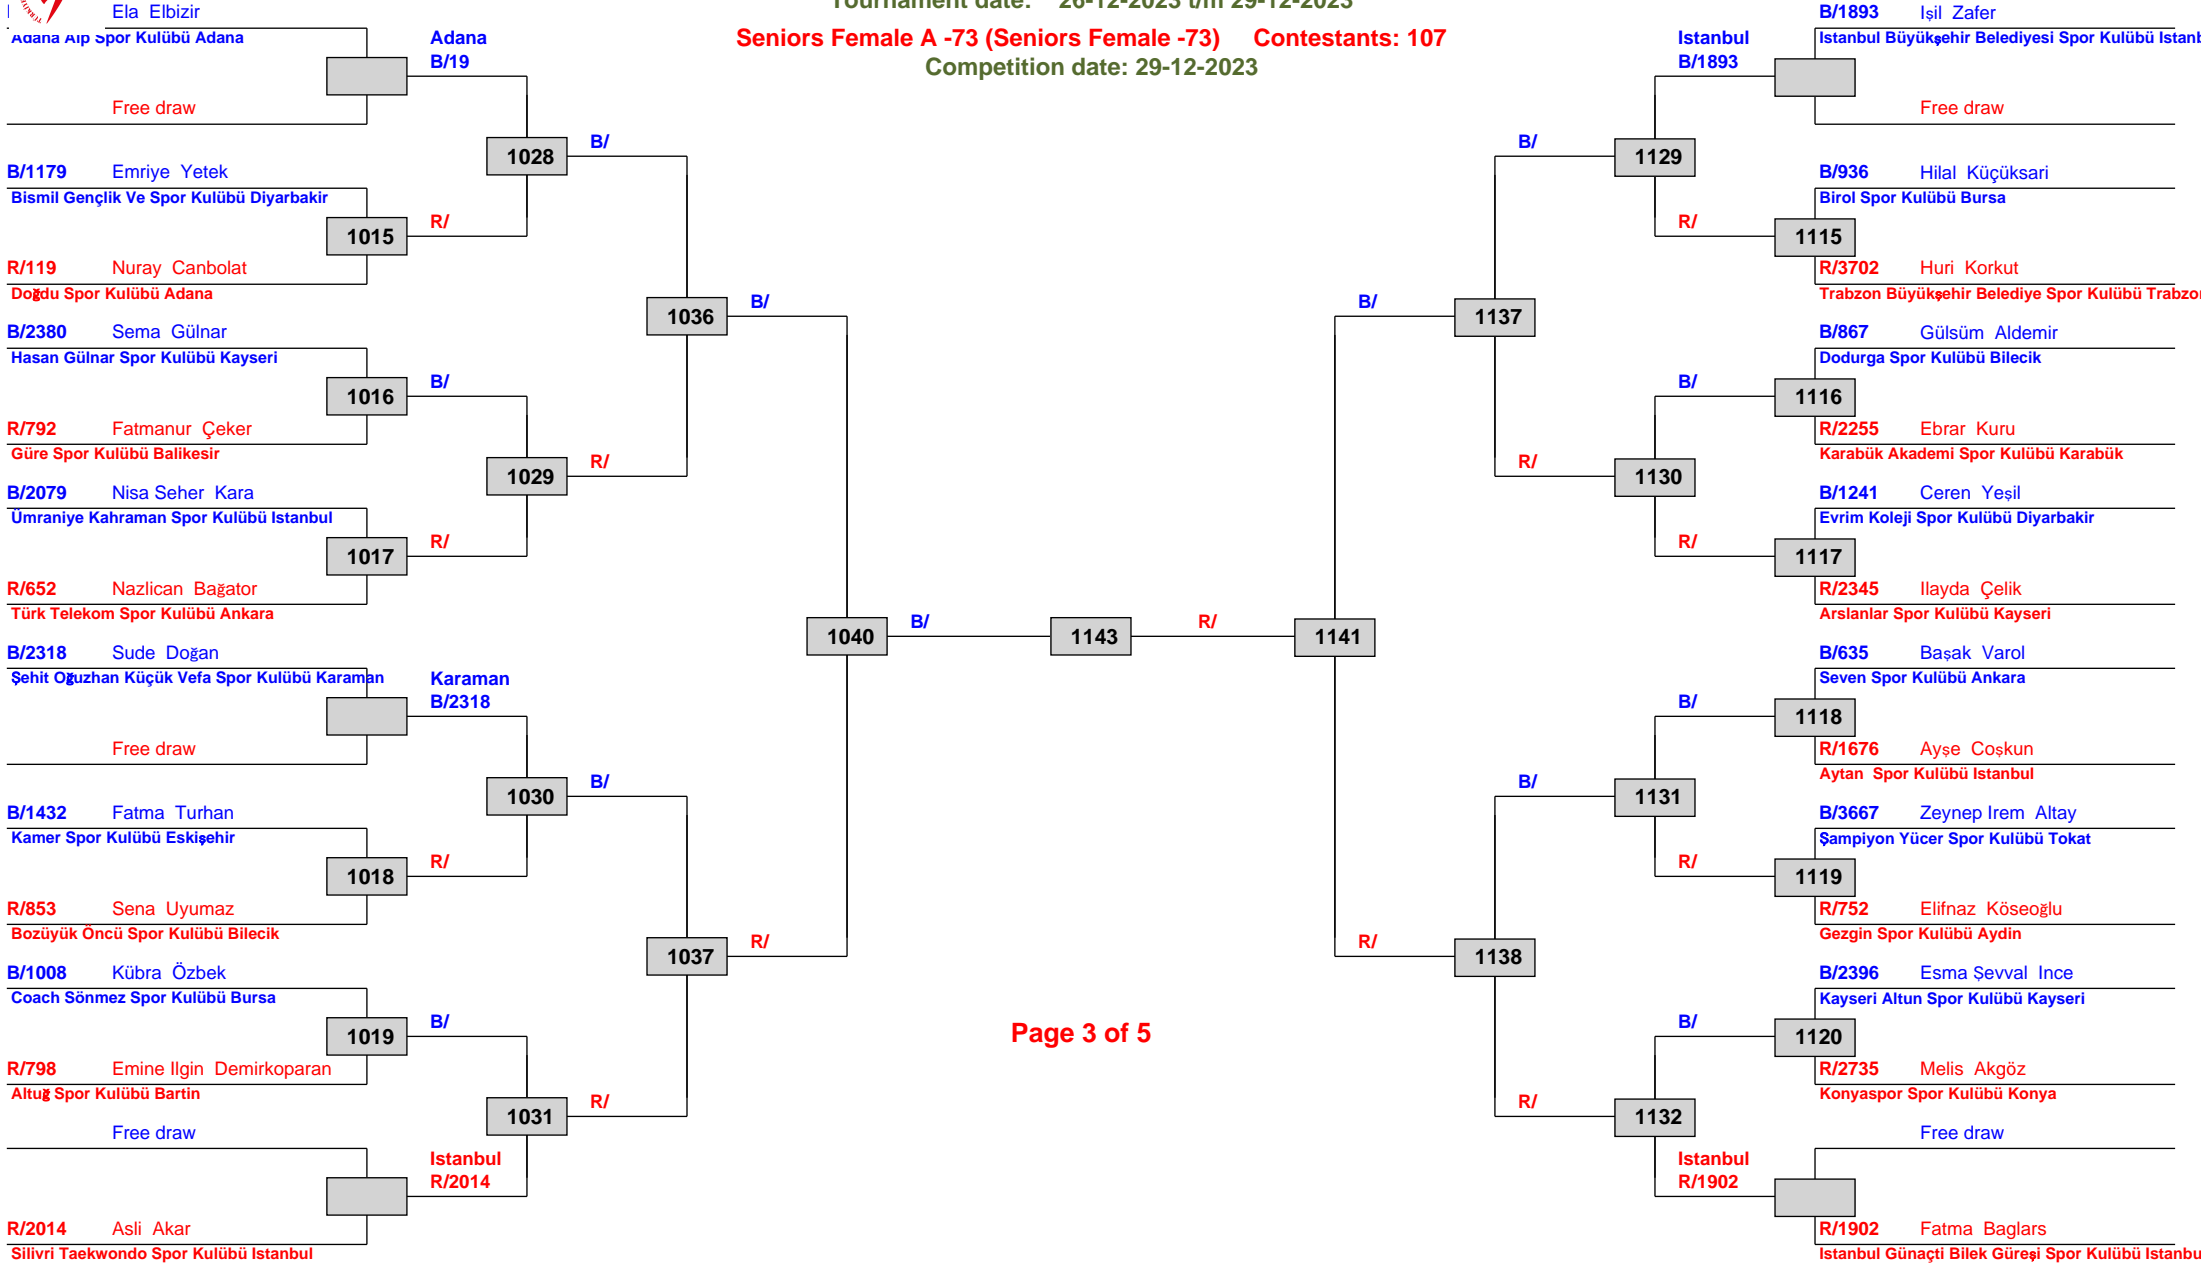 Tournament date: 26-12-2023 t/m 29-12-2023
Seniors Female A -73 (Seniors Female -73) Contestants: 107
Competition date: 29-12-2023
Ela Elbizir
Adana Alp Spor Kulübü Adana
Adana
B/19
Free draw
1028
B/
B/1179 Emriye Yetek
Bismil Gençlik Ve Spor Kulübü Diyarbakir
1015
R/
R/119 Nuray Canbolat
Doğdu Spor Kulübü Adana
1036
B/
B/2380 Sema Gülnar
Hasan Gülnar Spor Kulübü Kayseri
1016
B/
R/792 Fatmanur Çeker
Güre Spor Kulübü Balikesir
1029
R/
B/2079 Nisa Seher Kara
Ümraniye Kahraman Spor Kulübü Istanbul
1017
R/
R/652 Nazlican Bağator
Türk Telekom Spor Kulübü Ankara
1040
B/
1143
R/
1141
B/2318 Sude Doğan
Şehit Oğuzhan Küçük Vefa Spor Kulübü Karaman
Karaman
B/2318
Free draw
1030
B/
B/1432 Fatma Turhan
Kamer Spor Kulübü Eskişehir
1018
R/
R/853 Sena Uyumaz
Bozüyük Öncü Spor Kulübü Bilecik
1037
R/
B/1008 Kübra Özbek
Coach Sönmez Spor Kulübü Bursa
1019
B/
R/798 Emine Ilgin Demirkoparan
Altuğ Spor Kulübü Bartin
1031
R/
Free draw
Istanbul
R/2014
R/2014 Asli Akar
Silivri Taekwondo Spor Kulübü Istanbul
Page 3 of 5
B/1893 Işil Zafer
Istanbul Büyükşehir Belediyesi Spor Kulübü Istanb
Istanbul
B/1893
Free draw
B/
1129
B/936 Hilal Küçüksari
Birol Spor Kulübü Bursa
R/
1115
R/3702 Huri Korkut
Trabzon Büyükşehir Belediye Spor Kulübü Trabzon
B/
1137
B/867 Gülsüm Aldemir
Dodurga Spor Kulübü Bilecik
B/
1116
R/2255 Ebrar Kuru
Karabük Akademi Spor Kulübü Karabük
R/
1130
B/1241 Ceren Yeşil
Evrim Koleji Spor Kulübü Diyarbakir
R/
1117
R/2345 Ilayda Çelik
Arslanlar Spor Kulübü Kayseri
B/635 Başak Varol
Seven Spor Kulübü Ankara
B/
1118
R/1676 Ayşe Coşkun
Aytan Spor Kulübü Istanbul
B/
1131
B/3667 Zeynep Irem Altay
Şampiyon Yücer Spor Kulübü Tokat
R/
1119
R/752 Elifnaz Köseoğlu
Gezgin Spor Kulübü Aydin
R/
1138
B/2396 Esma Şevval Ince
Kayseri Altun Spor Kulübü Kayseri
B/
1120
R/2735 Melis Akgöz
Konyaspor Spor Kulübü Konya
R/
1132
Free draw
Istanbul
R/1902
R/1902 Fatma Baglars
Istanbul Günaçti Bilek Güreşi Spor Kulübü Istanbu